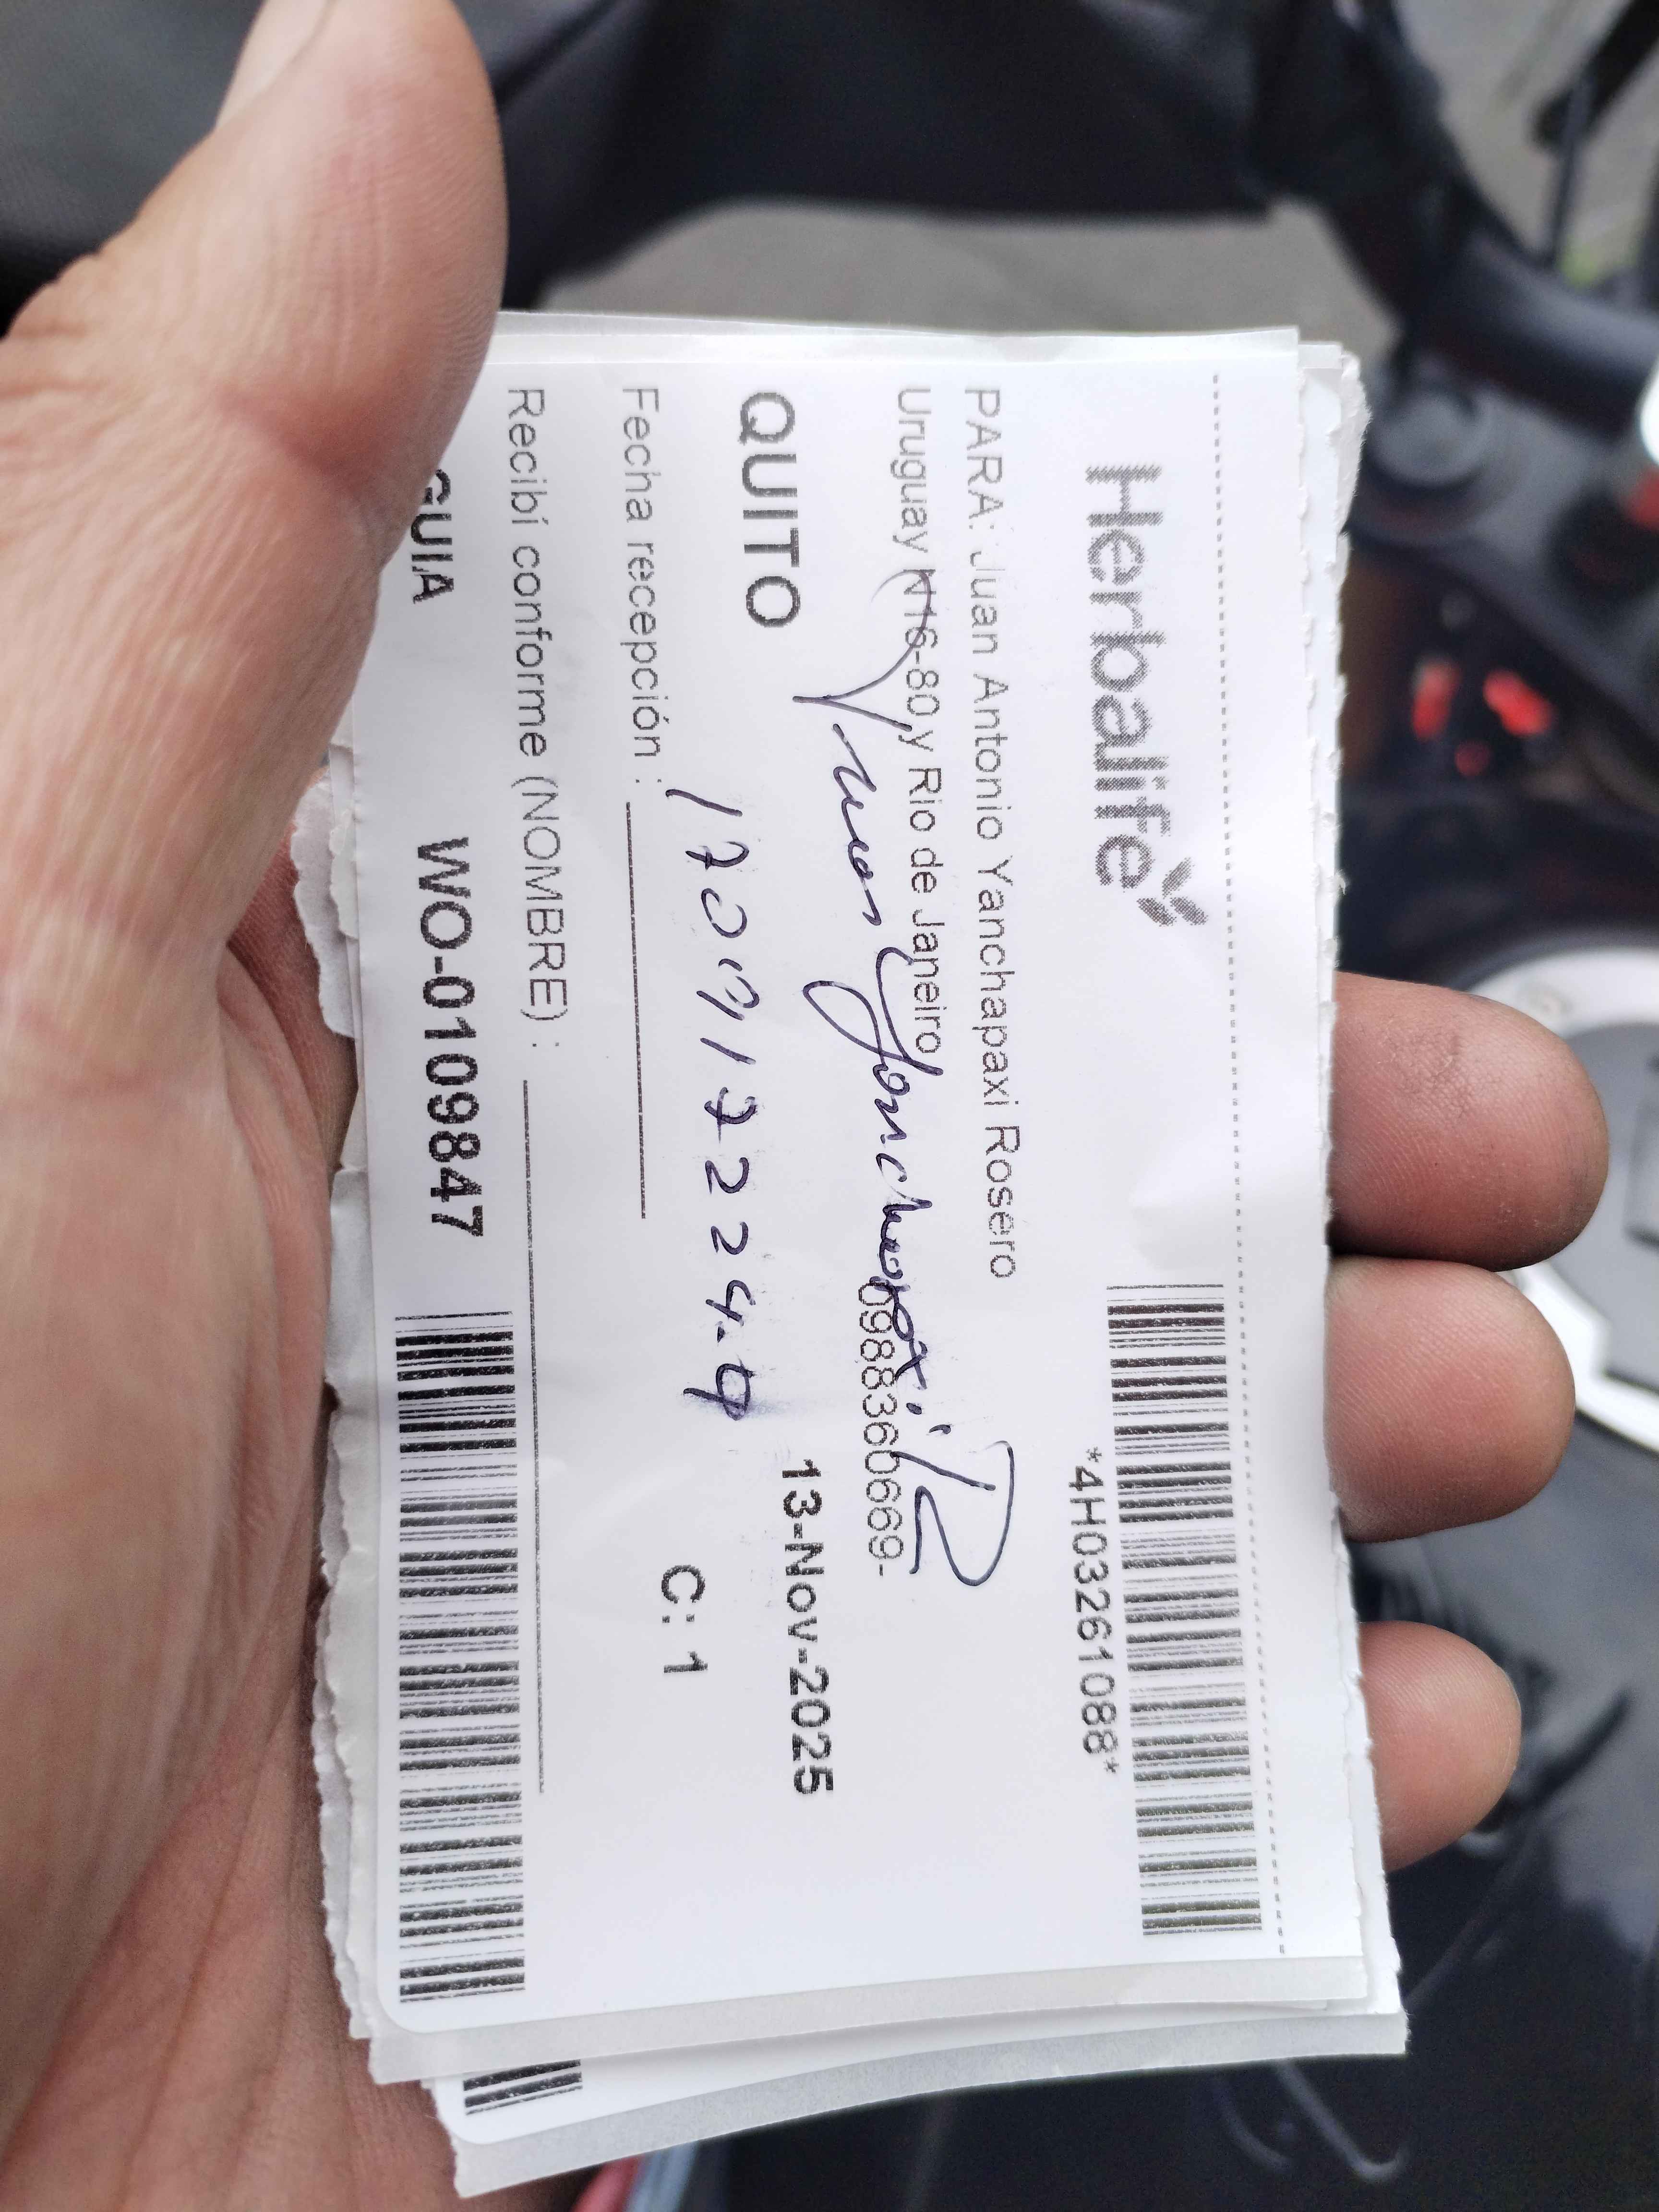 Herbalife
*4H03261088*
PARA: Juan Antonio Yanchapaxi Rosero
Uruguay N16-80 y Rio de Janeiro
0988360669-
QUITO
13-Nov-2025
Fecha recepción :
C: 1
Recibí conforme (NOMBRE) :
GUIA WO-0109847